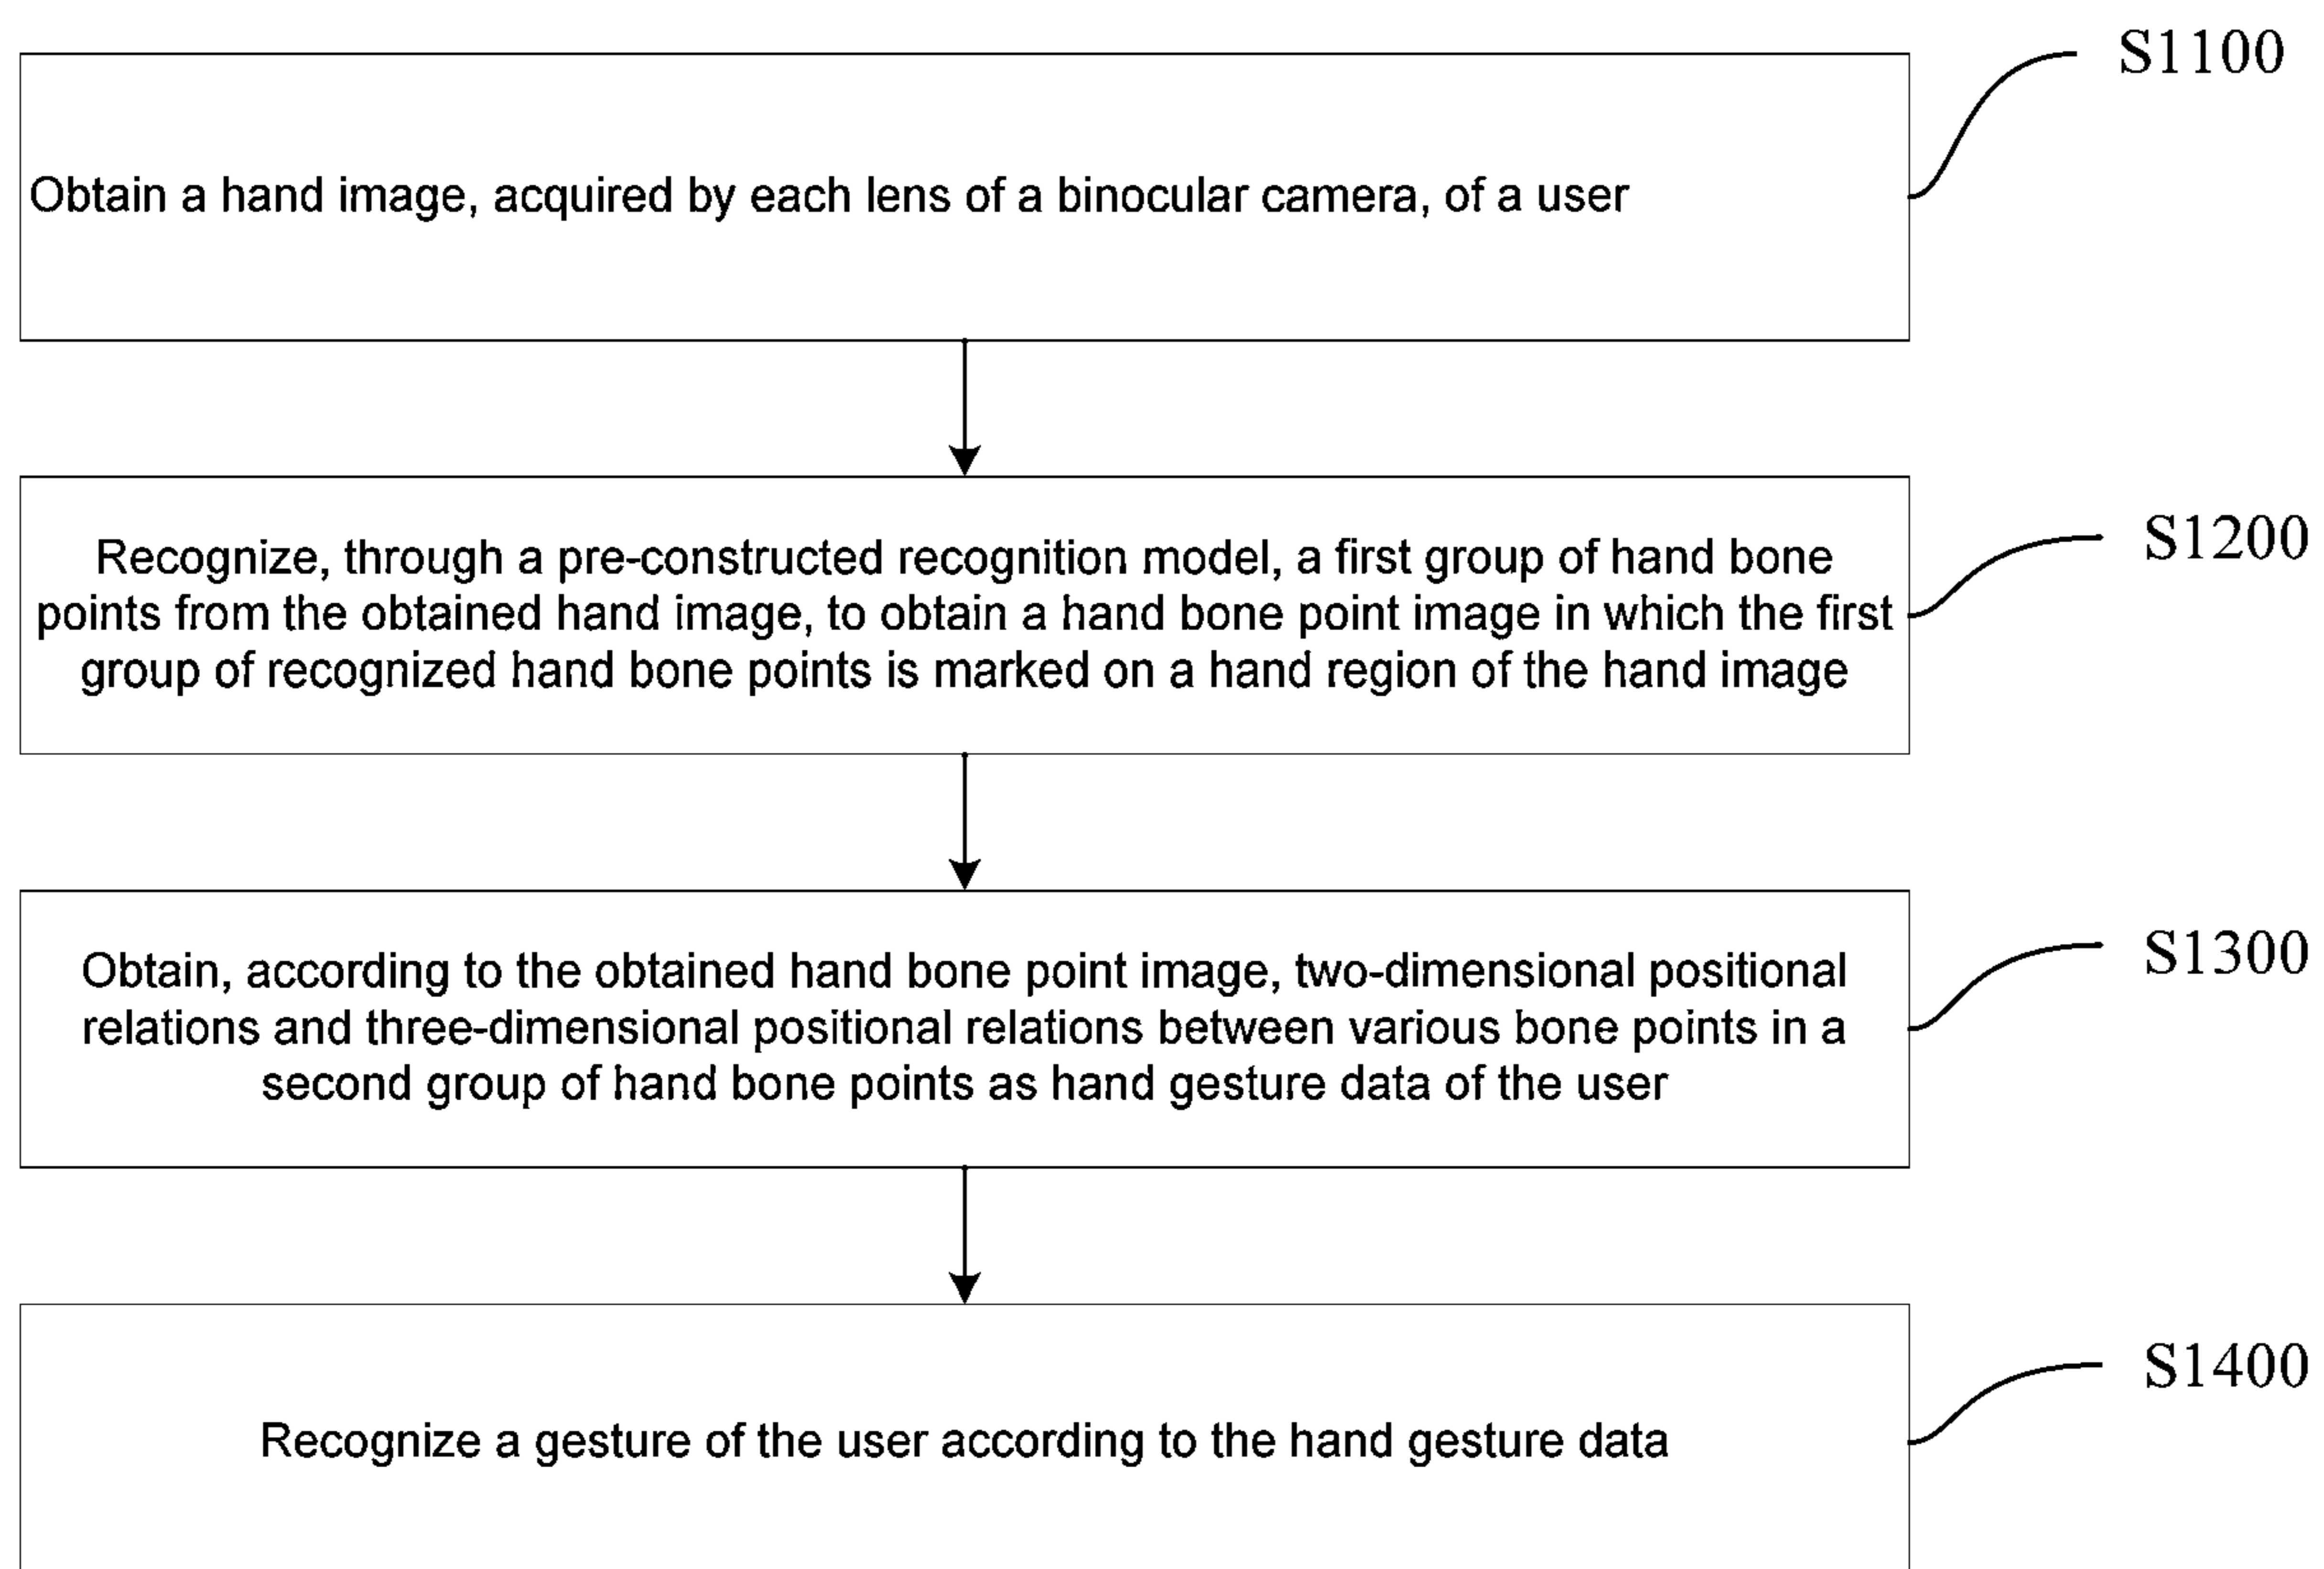 S1100
Obtain a hand image, acquired by each lens of a binocular camera, of a user
S1200
Recognize, through a pre-constructed recognition model, a first group of hand bone
points from the obtained hand image, to obtain a hand bone point image in which the first
group of recognized hand bone points is marked on a hand region of the hand image
S1300
Obtain, according to the obtained hand bone point image, two-dimensional positional
relations and three-dimensional positional relations between various bone points in a
second group of hand bone points as hand gesture data of the user
S1400
Recognize a gesture of the user according to the hand gesture data